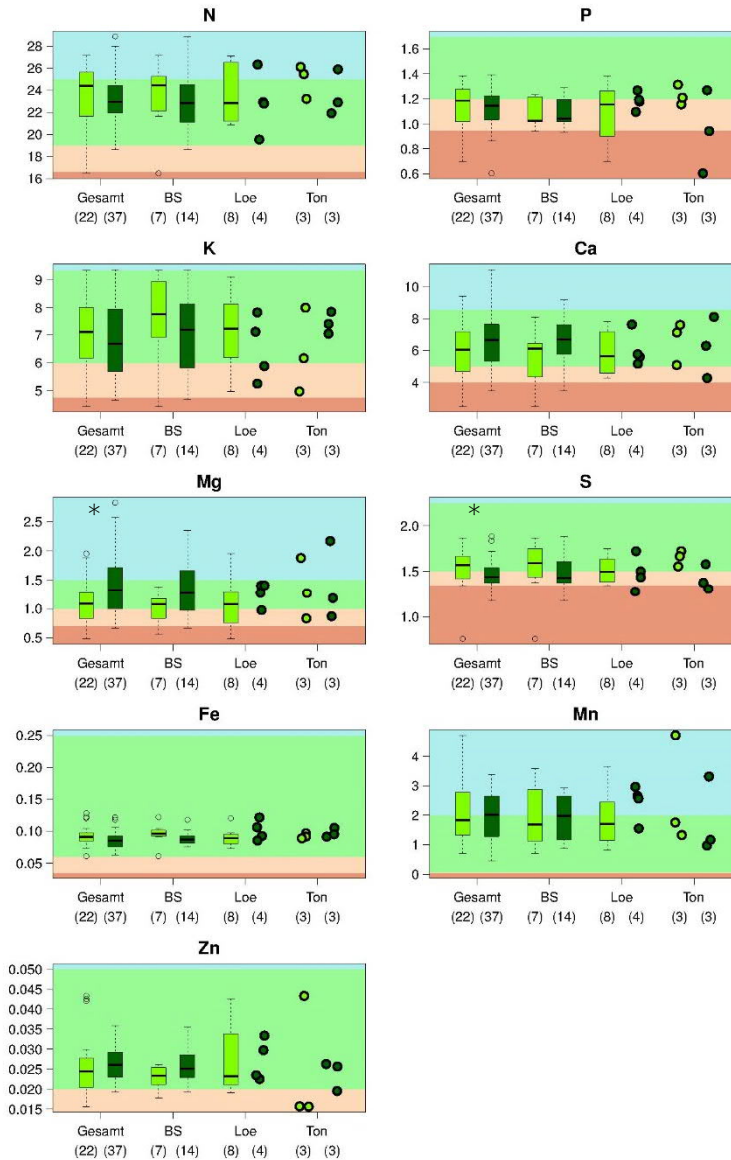 N
28
26
24
22
20
18
16
Gesamt BS Loe Ton
(22) (37) (7) (14) (8) (4) (3) (3)
P
1.6
1.4
1.2
1.0
0.8
0.6
Gesamt BS Loe Ton
(22) (37) (7) (14) (8) (4) (3) (3)
K
9
8
7
6
5
Gesamt BS Loe Ton
(22) (37) (7) (14) (8) (4) (3) (3)
Ca
10
8
6
4
Gesamt BS Loe Ton
(22) (37) (7) (14) (8) (4) (3) (3)
Mg
*
2.5
2.0
1.5
1.0
0.5
Gesamt BS Loe Ton
(22) (37) (7) (14) (8) (4) (3) (3)
S
*
2.0
1.5
1.0
Gesamt BS Loe Ton
(22) (37) (7) (14) (8) (4) (3) (3)
Fe
0.25
0.20
0.15
0.10
0.05
Gesamt BS Loe Ton
(22) (37) (7) (14) (8) (4) (3) (3)
Mn
4
3
2
1
0
Gesamt BS Loe Ton
(22) (37) (7) (14) (8) (4) (3) (3)
Zn
0.050
0.045
0.040
0.035
0.030
0.025
0.020
0.015
Gesamt BS Loe Ton
(22) (37) (7) (14) (8) (4) (3) (3)